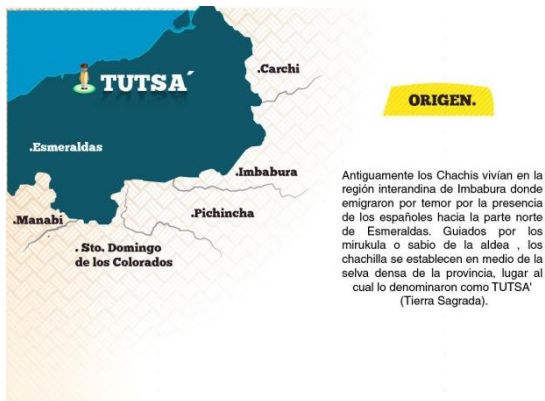 TUTSA´
.Carchi
.Esmeraldas
.Imbabura
.Manabí
.Pichincha
. Sto. Domingo
de los Colorados
ORIGEN.
Antiguamente los Chachis vivían en la
región interandina de Imbabura donde
emigraron por temor por la presencia
de los españoles hacia la parte norte
de Esmeraldas. Guiados por los
mirukula o sabio de la aldea , los
chachilla se establecen en medio de la
selva densa de la provincia, lugar al
cual lo denominaron como TUTSA'
(Tierra Sagrada).